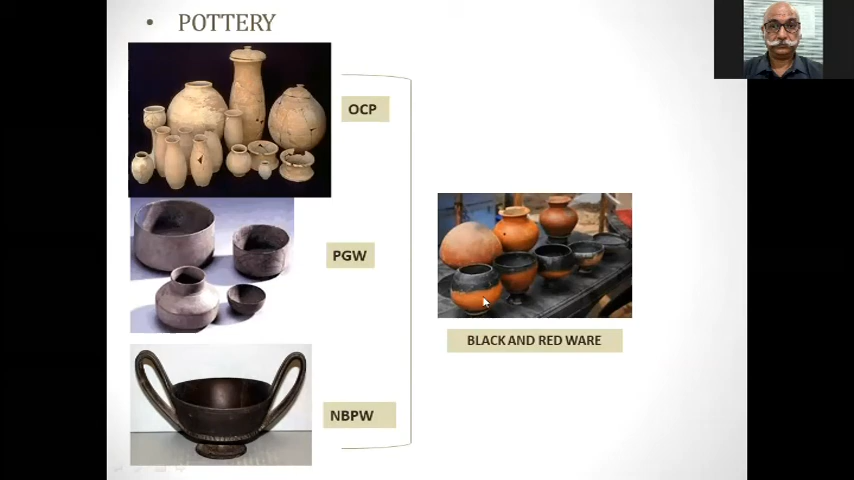 • POTTERY
OCP
PGW
BLACK AND RED WARE
NBPW